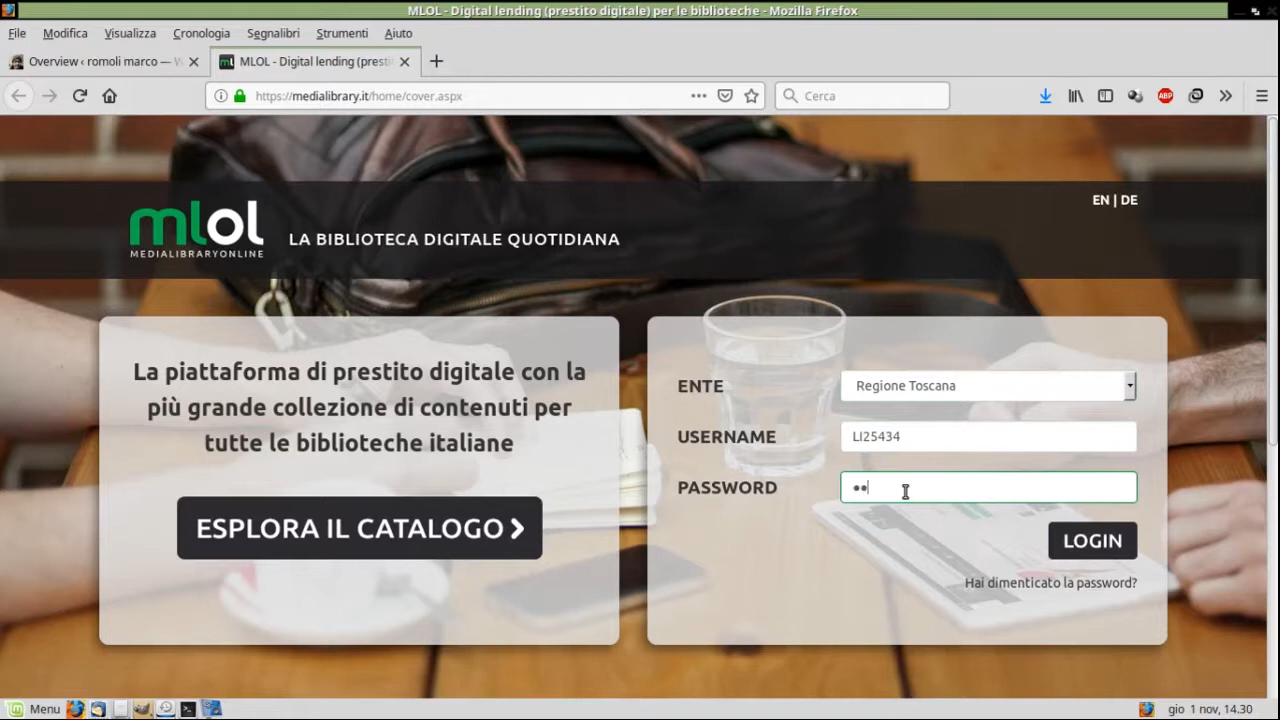 MLOL - Digital lending (prestito digitale) per le biblioteche - Mozilla Firefox
File Modifica Visualizza Cronologia Segnalibri Strumenti Aiuto
Overview ‹ romoli marco —
MLOL - Digital lending (presti
https://medialibrary.it/home/cover.aspx
Cerca
ABP
EN | DE
mlol
MEDIALIBRARYONLINE
LA BIBLIOTECA DIGITALE QUOTIDIANA
La piattaforma di prestito digitale con la
più grande collezione di contenuti per
tutte le biblioteche italiane
ESPLORA IL CATALOGO
ENTE Regione Toscana
USERNAME LI25434
PASSWORD ••
LOGIN
Hai dimenticato la password?
Menu
gio 1 nov, 14.30